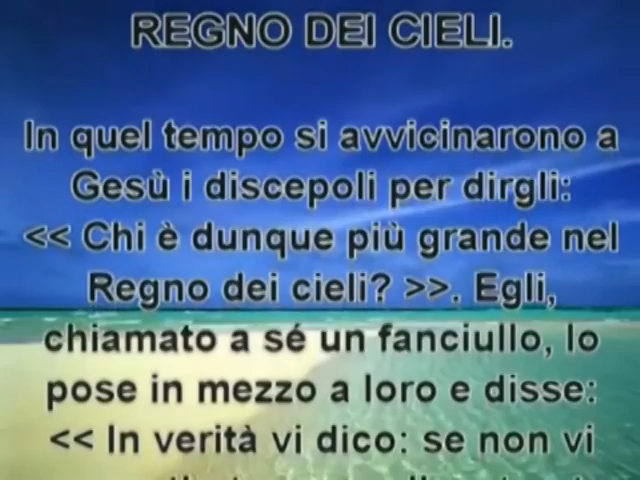 REGNO DEI CIELI.
In quel tempo si avvicinarono a
Gesù i discepoli per dirgli:
<< Chi è dunque più grande nel
Regno dei cieli? >>. Egli,
chiamato a sé un fanciullo, lo
pose in mezzo a loro e disse:
<< In verità vi dico: se non vi